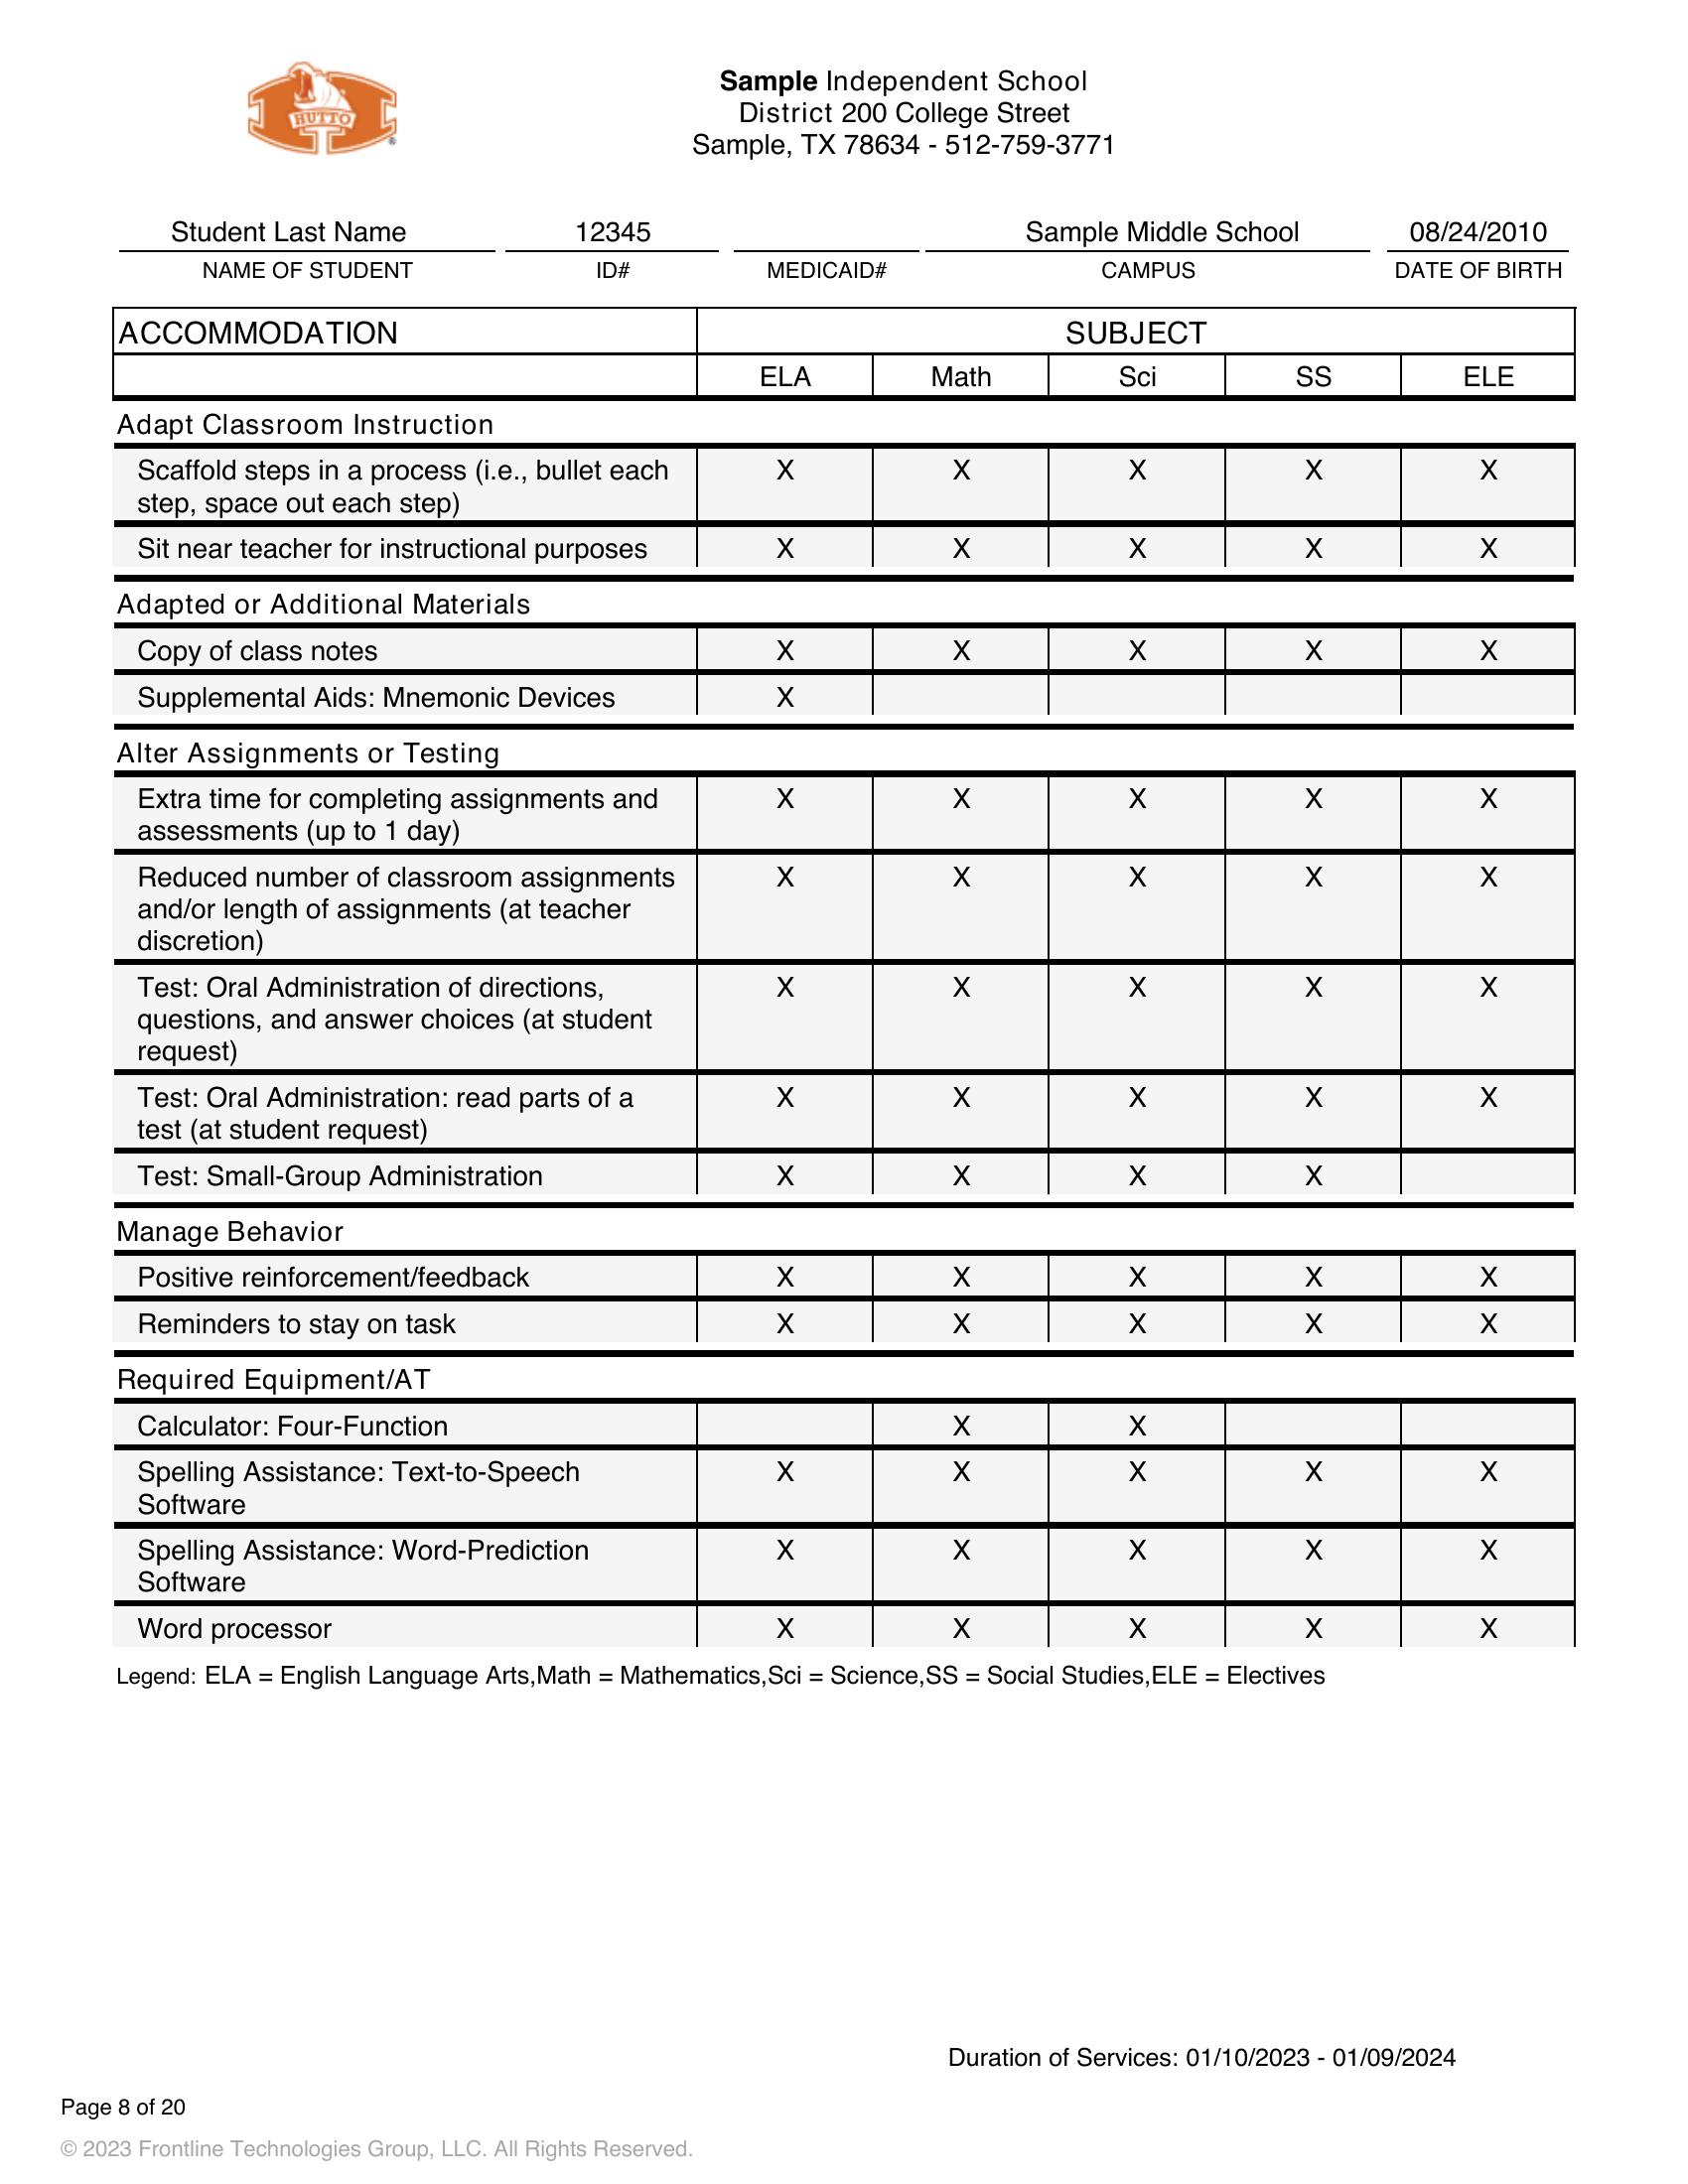 HUTTO
®
Sample Independent School
District 200 College Street
Sample, TX 78634 - 512-759-3771
Student Last Name 12345 Sample Middle School 08/24/2010
NAME OF STUDENT ID# MEDICAID# CAMPUS DATE OF BIRTH
ACCOMMODATION SUBJECT
ELA Math Sci SS ELE
Adapt Classroom Instruction
Scaffold steps in a process (i.e., bullet each X X X X X
step, space out each step)
Sit near teacher for instructional purposes X X X X X
Adapted or Additional Materials
Copy of class notes X X X X X
Supplemental Aids: Mnemonic Devices X
Alter Assignments or Testing
Extra time for completing assignments and X X X X X
assessments (up to 1 day)
Reduced number of classroom assignments X X X X X
and/or length of assignments (at teacher
discretion)
Test: Oral Administration of directions, X X X X X
questions, and answer choices (at student
request)
Test: Oral Administration: read parts of a X X X X X
test (at student request)
Test: Small-Group Administration X X X X
Manage Behavior
Positive reinforcement/feedback X X X X X
Reminders to stay on task X X X X X
Required Equipment/AT
Calculator: Four-Function X X
Spelling Assistance: Text-to-Speech X X X X X
Software
Spelling Assistance: Word-Prediction X X X X X
Software
Word processor X X X X X
Legend: ELA = English Language Arts,Math = Mathematics,Sci = Science,SS = Social Studies,ELE = Electives
Duration of Services: 01/10/2023 - 01/09/2024
Page 8 of 20
© 2023 Frontline Technologies Group, LLC. All Rights Reserved.